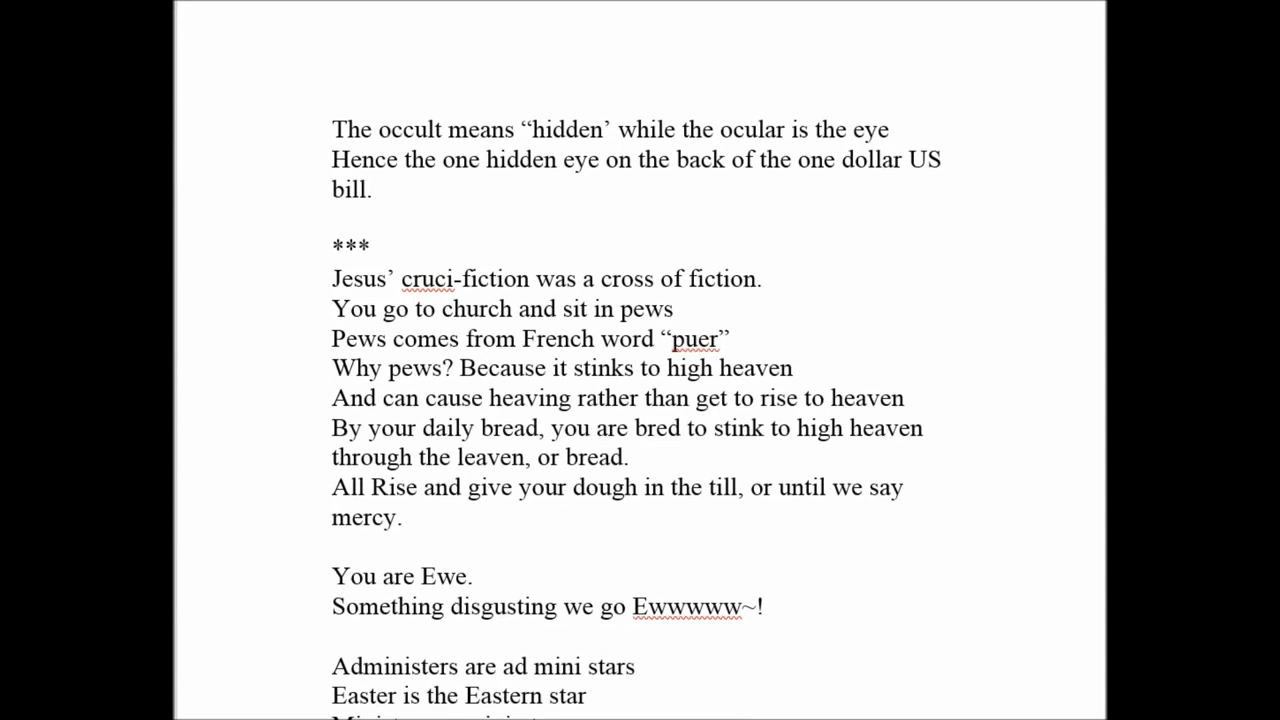 The occult means “hidden’ while the ocular is the eye
Hence the one hidden eye on the back of the one dollar US
bill.
***
Jesus’ cruci-fiction was a cross of fiction.
You go to church and sit in pews
Pews comes from French word “puer”
Why pews? Because it stinks to high heaven
And can cause heaving rather than get to rise to heaven
By your daily bread, you are bred to stink to high heaven
through the leaven, or bread.
All Rise and give your dough in the till, or until we say
mercy.
You are Ewe.
Something disgusting we go Ewwwww~!
Administers are ad mini stars
Easter is the Eastern star